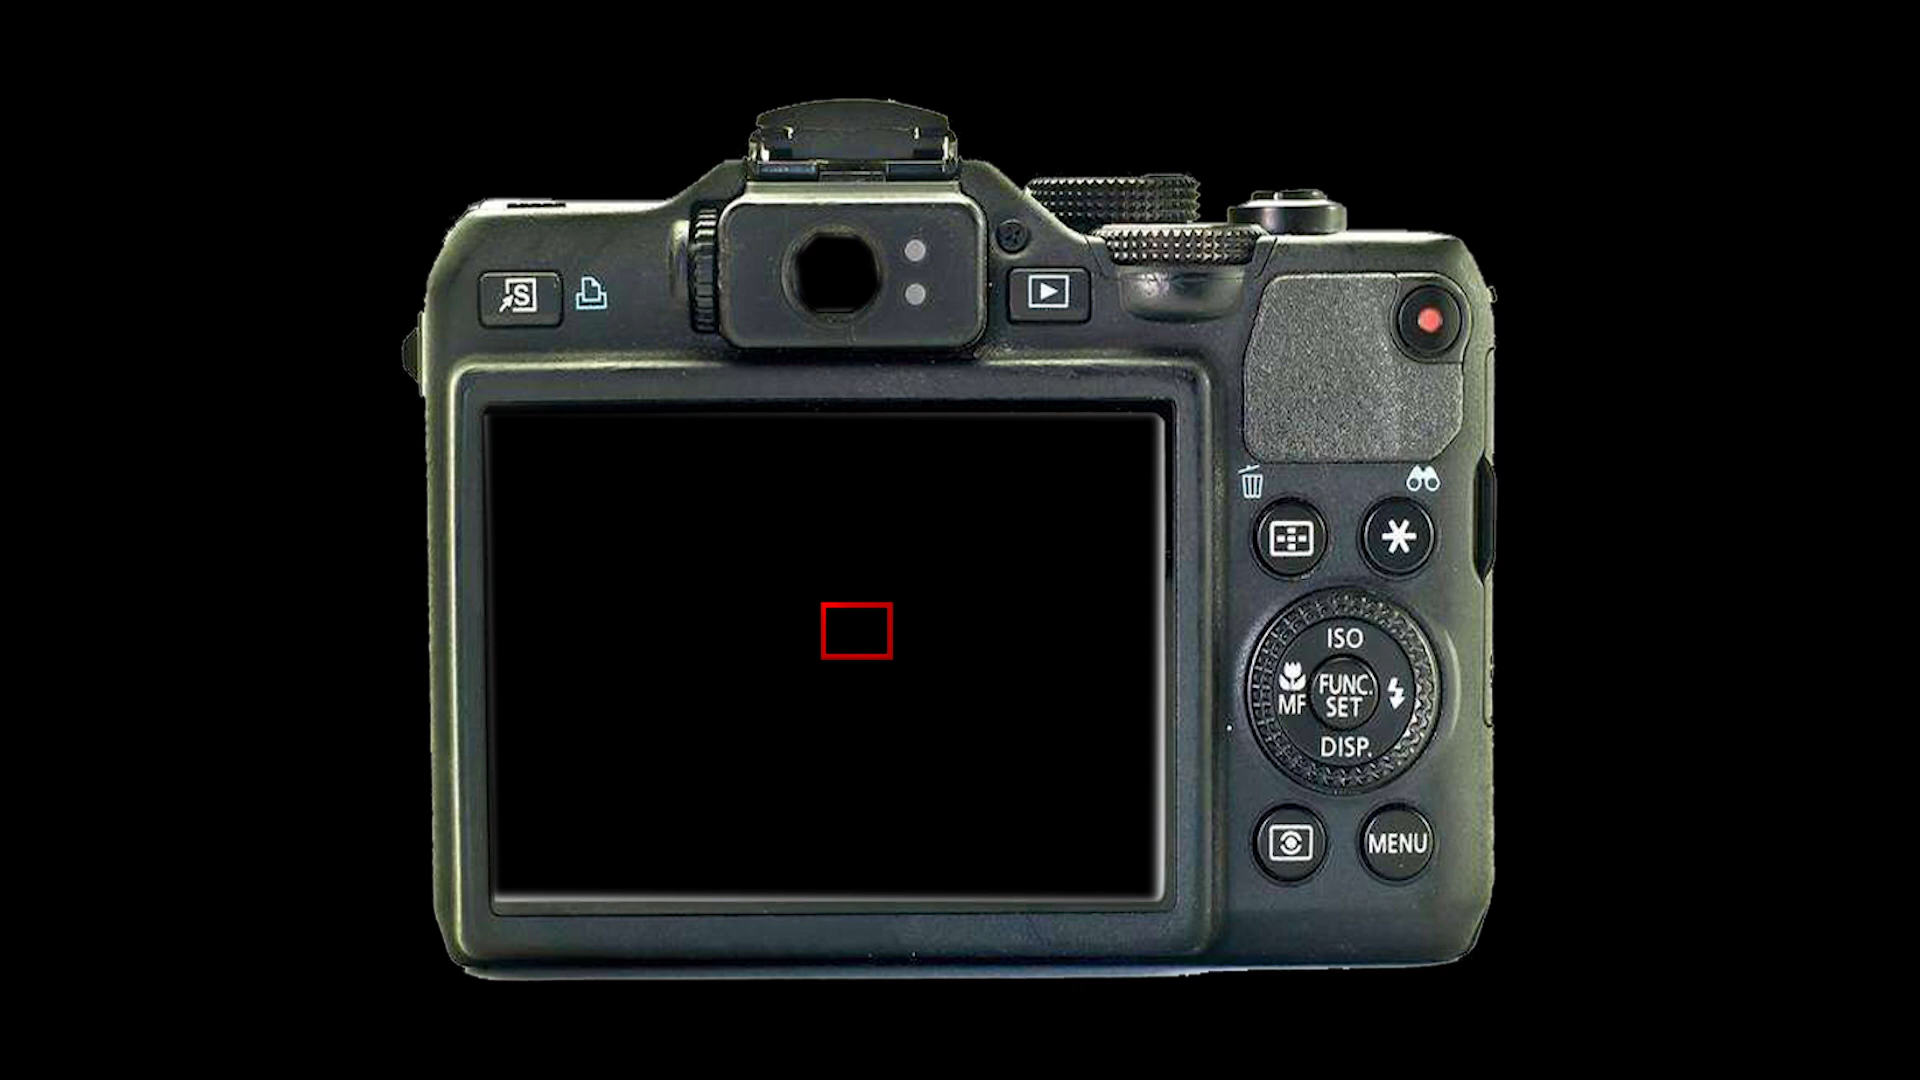 S
ISO
MF
FUNC.
SET
DISP.
MENU